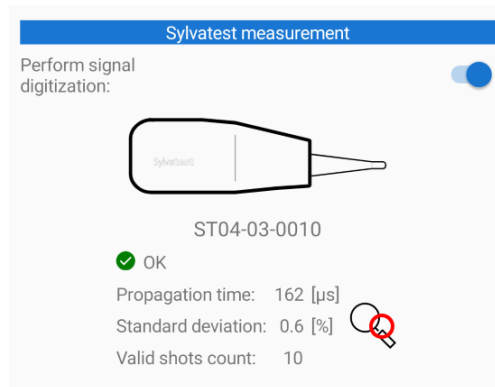 Sylvatest measurement
Perform signal
digitization:
Sylvatest
ST04-03-0010
OK
Propagation time: 162 [µs]
Standard deviation: 0.6 [%]
Valid shots count: 10